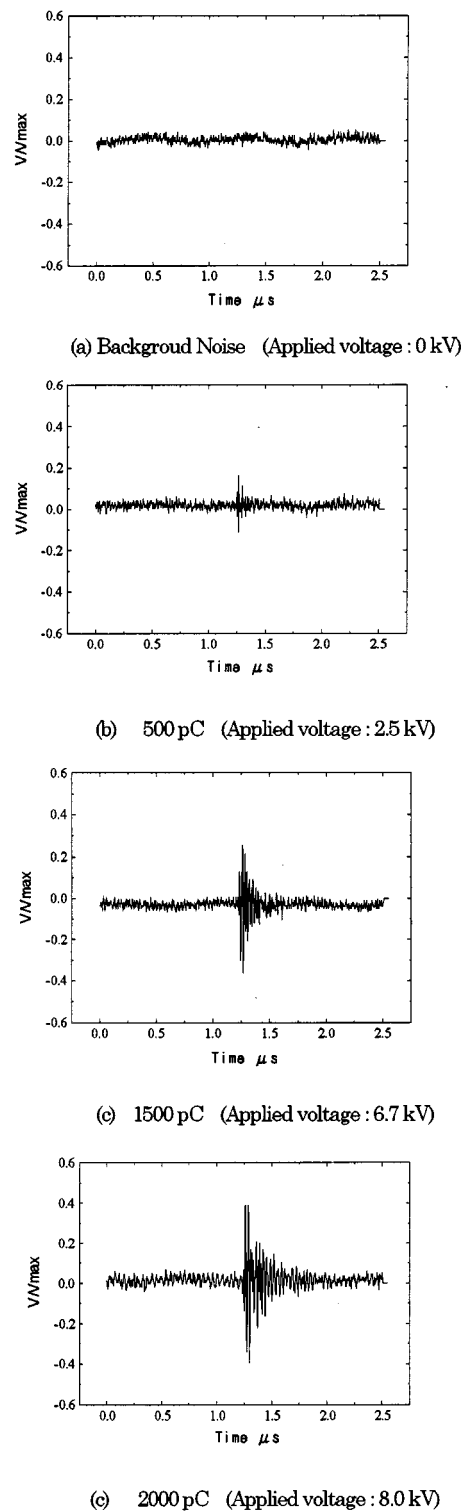 0.6
0.4
0.2
0.0
-0.2
-0.4
-0.6
V/Vmax
0.0 0.5 1.0 1.5 2.0 2.5
Time μs
(a) Backgroud Noise (Applied voltage : 0 kV)
0.6
0.4
0.2
0.0
-0.2
-0.4
-0.6
V/Vmax
0.0 0.5 1.0 1.5 2.0 2.5
Time μs
(b) 500 pC (Applied voltage : 2.5 kV)
0.6
0.4
0.2
0.0
-0.2
-0.4
-0.6
V/Vmax
0.0 0.5 1.0 1.5 2.0 2.5
Time μs
(c) 1500 pC (Applied voltage : 6.7 kV)
0.6
0.4
0.2
0.0
-0.2
-0.4
-0.6
V/Vmax
0.0 0.5 1.0 1.5 2.0 2.5
Time μs
(c) 2000 pC (Applied voltage : 8.0 kV)